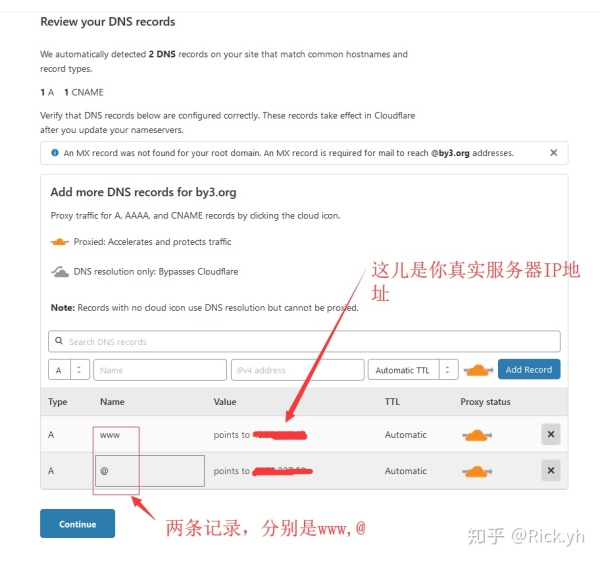 Review your DNS records
We automatically detected 2 DNS records on your site that match common hostnames and
record types.
1 A 1 CNAME
Verify that DNS records below are configured correctly. These records take effect in Cloudflare
after you update your nameservers.
An MX record was not found for your root domain. An MX record is required for mail to reach @by3.org addresses.
Add more DNS records for by3.org
Proxy traffic for A, AAAA, and CNAME records by clicking the cloud icon.
Proxied: Accelerates and protects traffic
DNS resolution only: Bypasses Cloudflare
这儿是你真实服务器IP地
址
Note: Records with no cloud icon use DNS resolution but cannot be proxied.
Search DNS records
A Name IPv4 address Automatic TTL Add Record
Type Name Value TTL Proxy status
A www points to Automatic
A @ points to Automatic
Continue
两条记录，分别是www,@
知乎 @Rick.yh